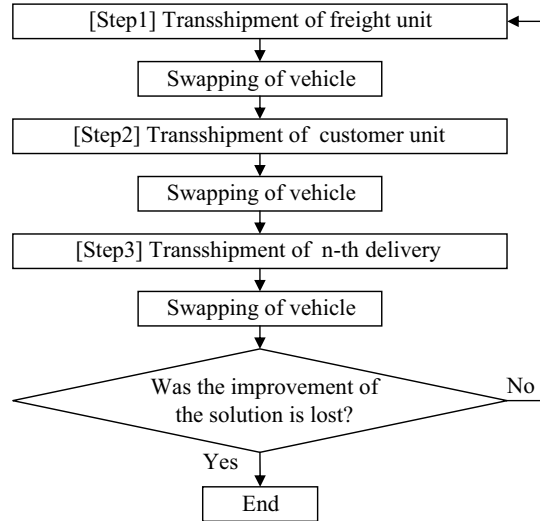 [Step1] Transshipment of freight unit
Swapping of vehicle
[Step2] Transshipment of customer unit
Swapping of vehicle
[Step3] Transshipment of n-th delivery
Swapping of vehicle
Was the improvement of
the solution is lost?
No
Yes
End